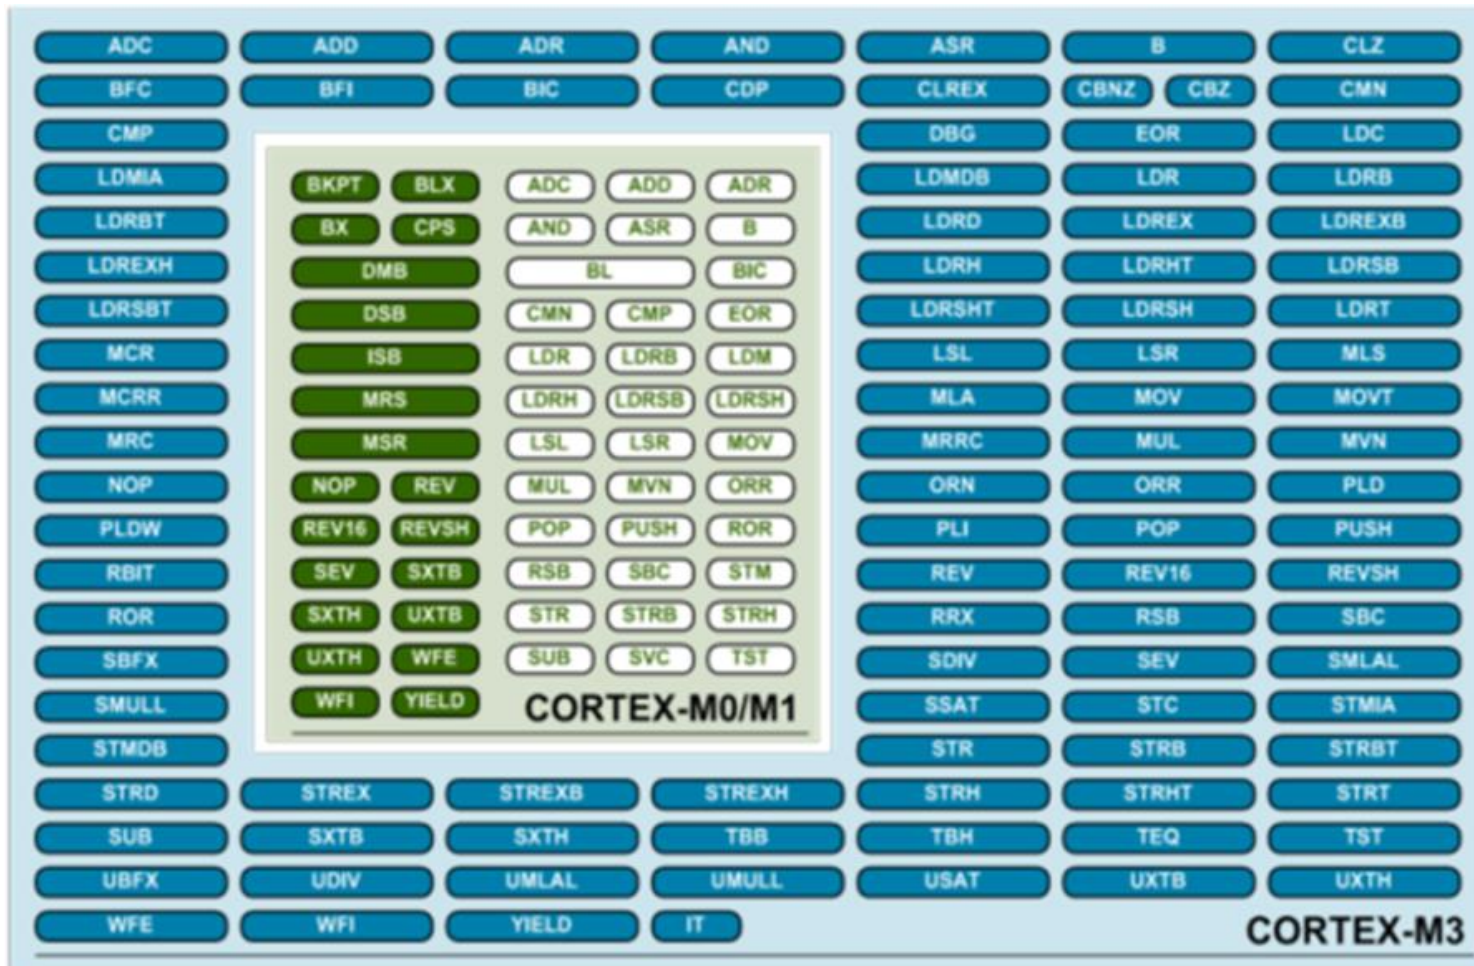 ADC ADD ADR AND ASR B CLZ
BFC BFI BIC CDP CLREX CBNZ CBZ CMN
CMP DBG EOR LDC
LDMIA BKPT BLX ADC ADD ADR LDMDB LDR LDRB
LDRBT BX CPS AND ASR B LDRD LDREX LDREXB
LDREXH DMB BL BIC LDRH LDRHT LDRSB
LDRSBT DSB CMN CMP EOR LDRSHT LDRSH LDRT
MCR ISB LDR LDRB LDM LSL LSR MLS
MCRR MRS LDRH LDRSB LDRSH MLA MOV MOVT
MRC MSR LSL LSR MOV MRRC MUL MVN
NOP NOP REV MUL MVN ORR ORN ORR PLD
PLDW REV16 REVSH POP PUSH ROR PLI POP PUSH
RBIT SEV SXTB RSB SBC STM REV REV16 REVSH
ROR SXTH UXTB STR STRB STRH RRX RSB SBC
SBFX UXTH WFE SUB SVC TST SDIV SEV SMLAL
SMULL WFI YIELD CORTEX-M0/M1 SSAT STC STMIA
STMDB STR STRB STRBT
STRD STREX STREXB STREXH STRH STRHT STRT
SUB SXTB SXTH TBB TBH TEQ TST
UBFX UDIV UMLAL UMULL USAT UXTB UXTH
WFE WFI YIELD IT CORTEX-M3